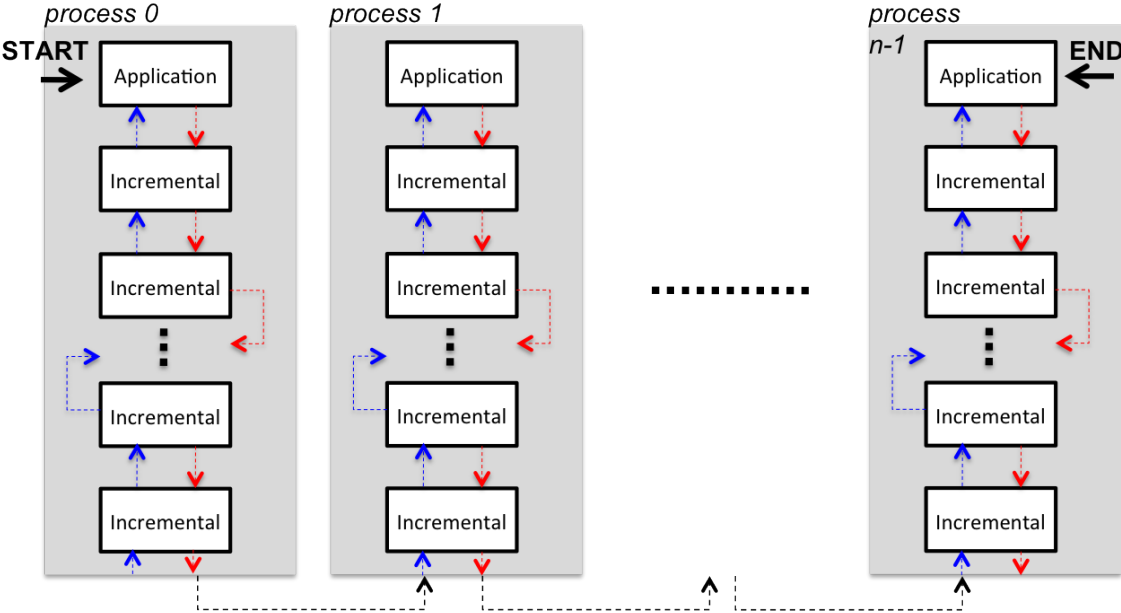 process 0
process 1
process
n-1
START
END
Application
Application
Application
Incremental
Incremental
Incremental
Incremental
Incremental
Incremental
Incremental
Incremental
Incremental
Incremental
Incremental
Incremental